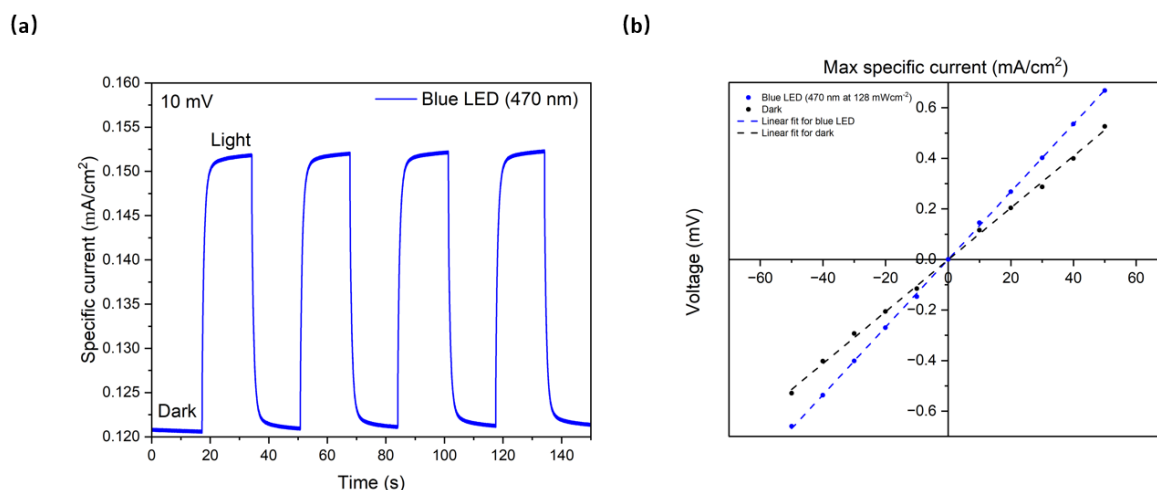 (a)
0.160
0.155
0.150
0.145
0.140
0.135
0.130
0.125
0.120
Specific current (mA/cm²)
10 mV
Blue LED (470 nm)
Light
Dark
0 20 40 60 80 100 120 140
Time (s)
(b)
Max specific current (mA/cm²)
Blue LED (470 nm at 128 mWcm⁻²)
Dark
Linear fit for blue LED
Linear fit for dark
0.6
0.4
0.2
0.0
−0.2
−0.4
−0.6
−60 −40 −20 0 20 40 60
Voltage (mV)